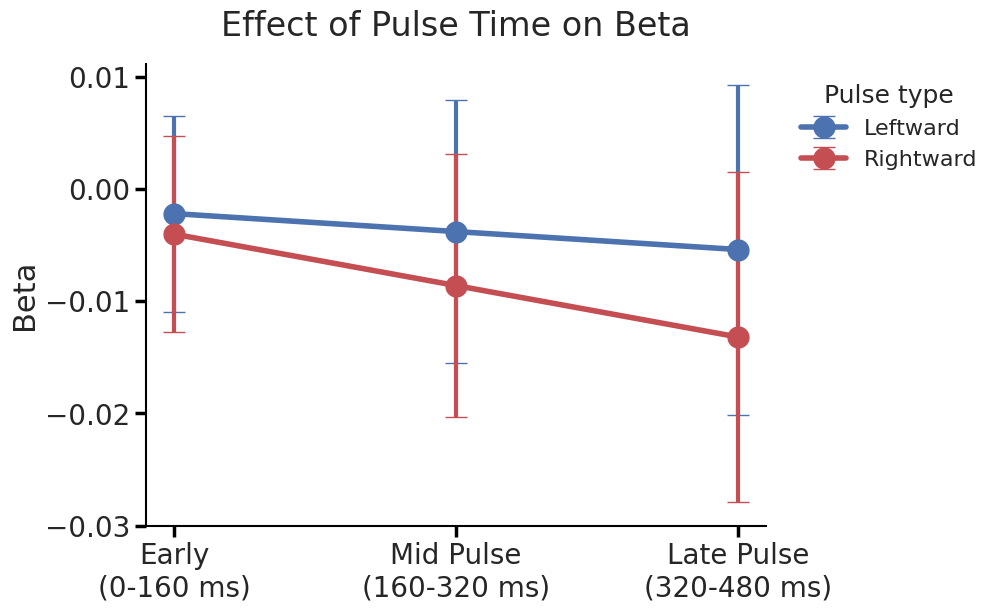 Effect of Pulse Time on Beta
0.01
0.00
−0.01
−0.02
−0.03
Beta
Early
(0-160 ms)
Mid Pulse
(160-320 ms)
Late Pulse
(320-480 ms)
Pulse type
Leftward
Rightward